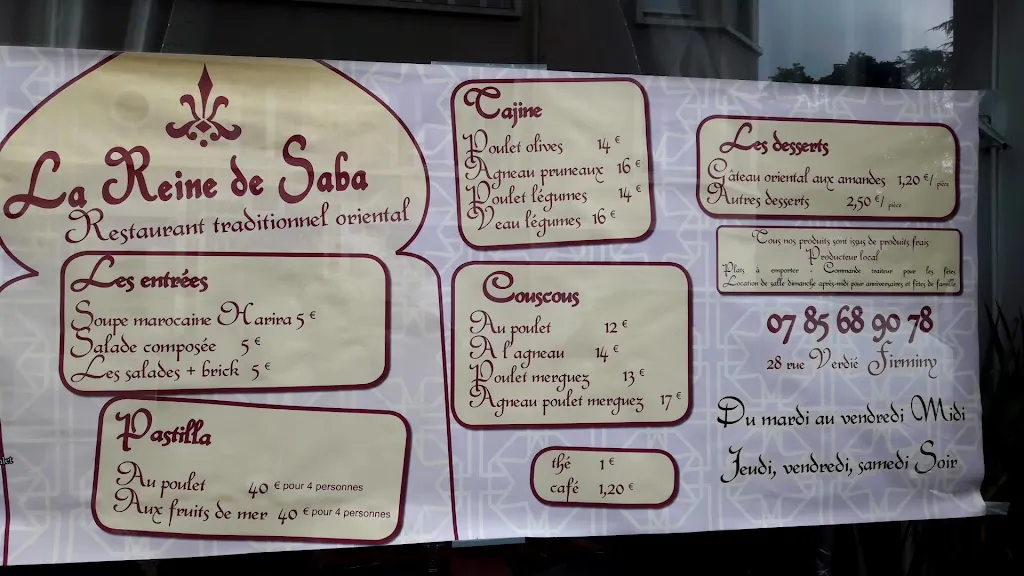 La Reine de Saba
Restaurant traditionnel oriental
Les entrées
Soupe marocaine Harira 5 €
Salade composée 5 €
Les salades + brick 5 €
Pastilla
Au poulet 40 € pour 4 personnes
Aux fruits de mer 40 € pour 4 personnes
Tajine
Poulet olives 14 €
Agneau pruneaux 16 €
Poulet légumes 14 €
Veau légumes 16 €
Couscous
Au poulet 12 €
A l'agneau 14 €
Poulet merguez 13 €
Agneau poulet merguez 17 €
thé 1 €
café 1,20 €
Les desserts
Gâteau oriental aux amandes 1,20 €/ pièce
Autres desserts 2,50 €/ pièce
Tous nos produits sont issus de produits frais
Producteur local
Plats à emporter - Commande traiteur pour les fêtes
Location de salle dimanche après-midi pour anniversaires et fêtes de famille
07 85 68 90 78
28 rue Verdié Firminy
Du mardi au vendredi Midi
Jeudi, vendredi, samedi Soir